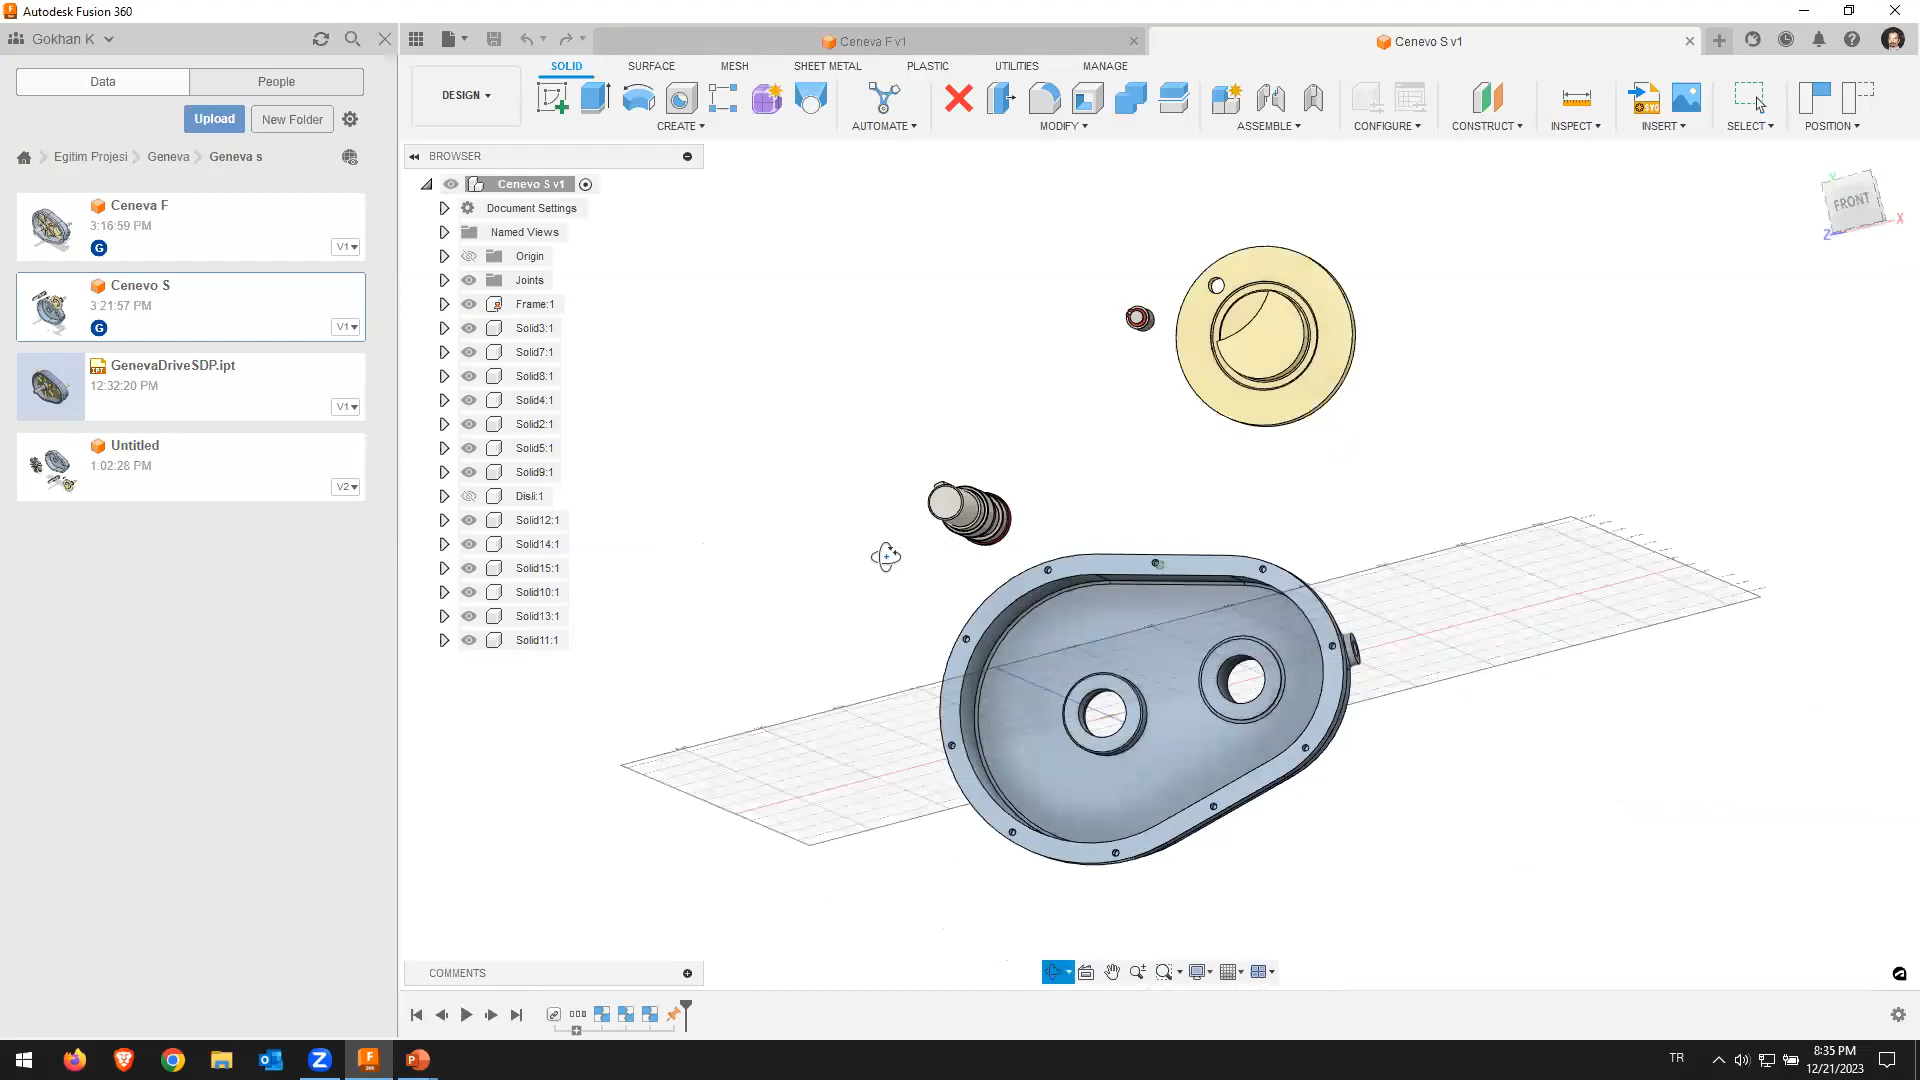 Autodesk Fusion 360
Gokhan K
Ceneva F v1
Cenevo S v1
Data
People
Upload
New Folder
Egitim Projesi
Geneva
Geneva s
Ceneva F
3:16:59 PM
G
V1
Cenevo S
3:21:57 PM
G
V1
GenevaDriveSDP.ipt
12:32:20 PM
V1
Untitled
1:02:28 PM
V2
SOLID
SURFACE
MESH
SHEET METAL
PLASTIC
UTILITIES
MANAGE
DESIGN
CREATE
AUTOMATE
MODIFY
ASSEMBLE
CONFIGURE
CONSTRUCT
INSPECT
INSERT
SELECT
POSITION
BROWSER
Cenevo S v1
Document Settings
Named Views
Origin
Joints
Frame:1
Solid3:1
Solid7:1
Solid8:1
Solid4:1
Solid2:1
Solid5:1
Solid9:1
Disli:1
Solid12:1
Solid14:1
Solid15:1
Solid10:1
Solid13:1
Solid11:1
FRONT
Y
X
Z
COMMENTS
TR
8:35 PM
12/21/2023